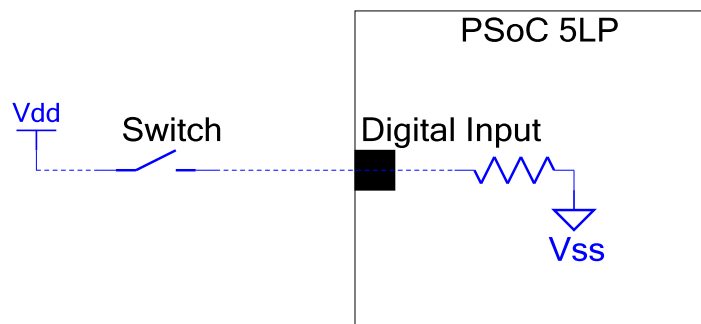 PSoC 5LP
Vdd
Switch
Digital Input
Vss